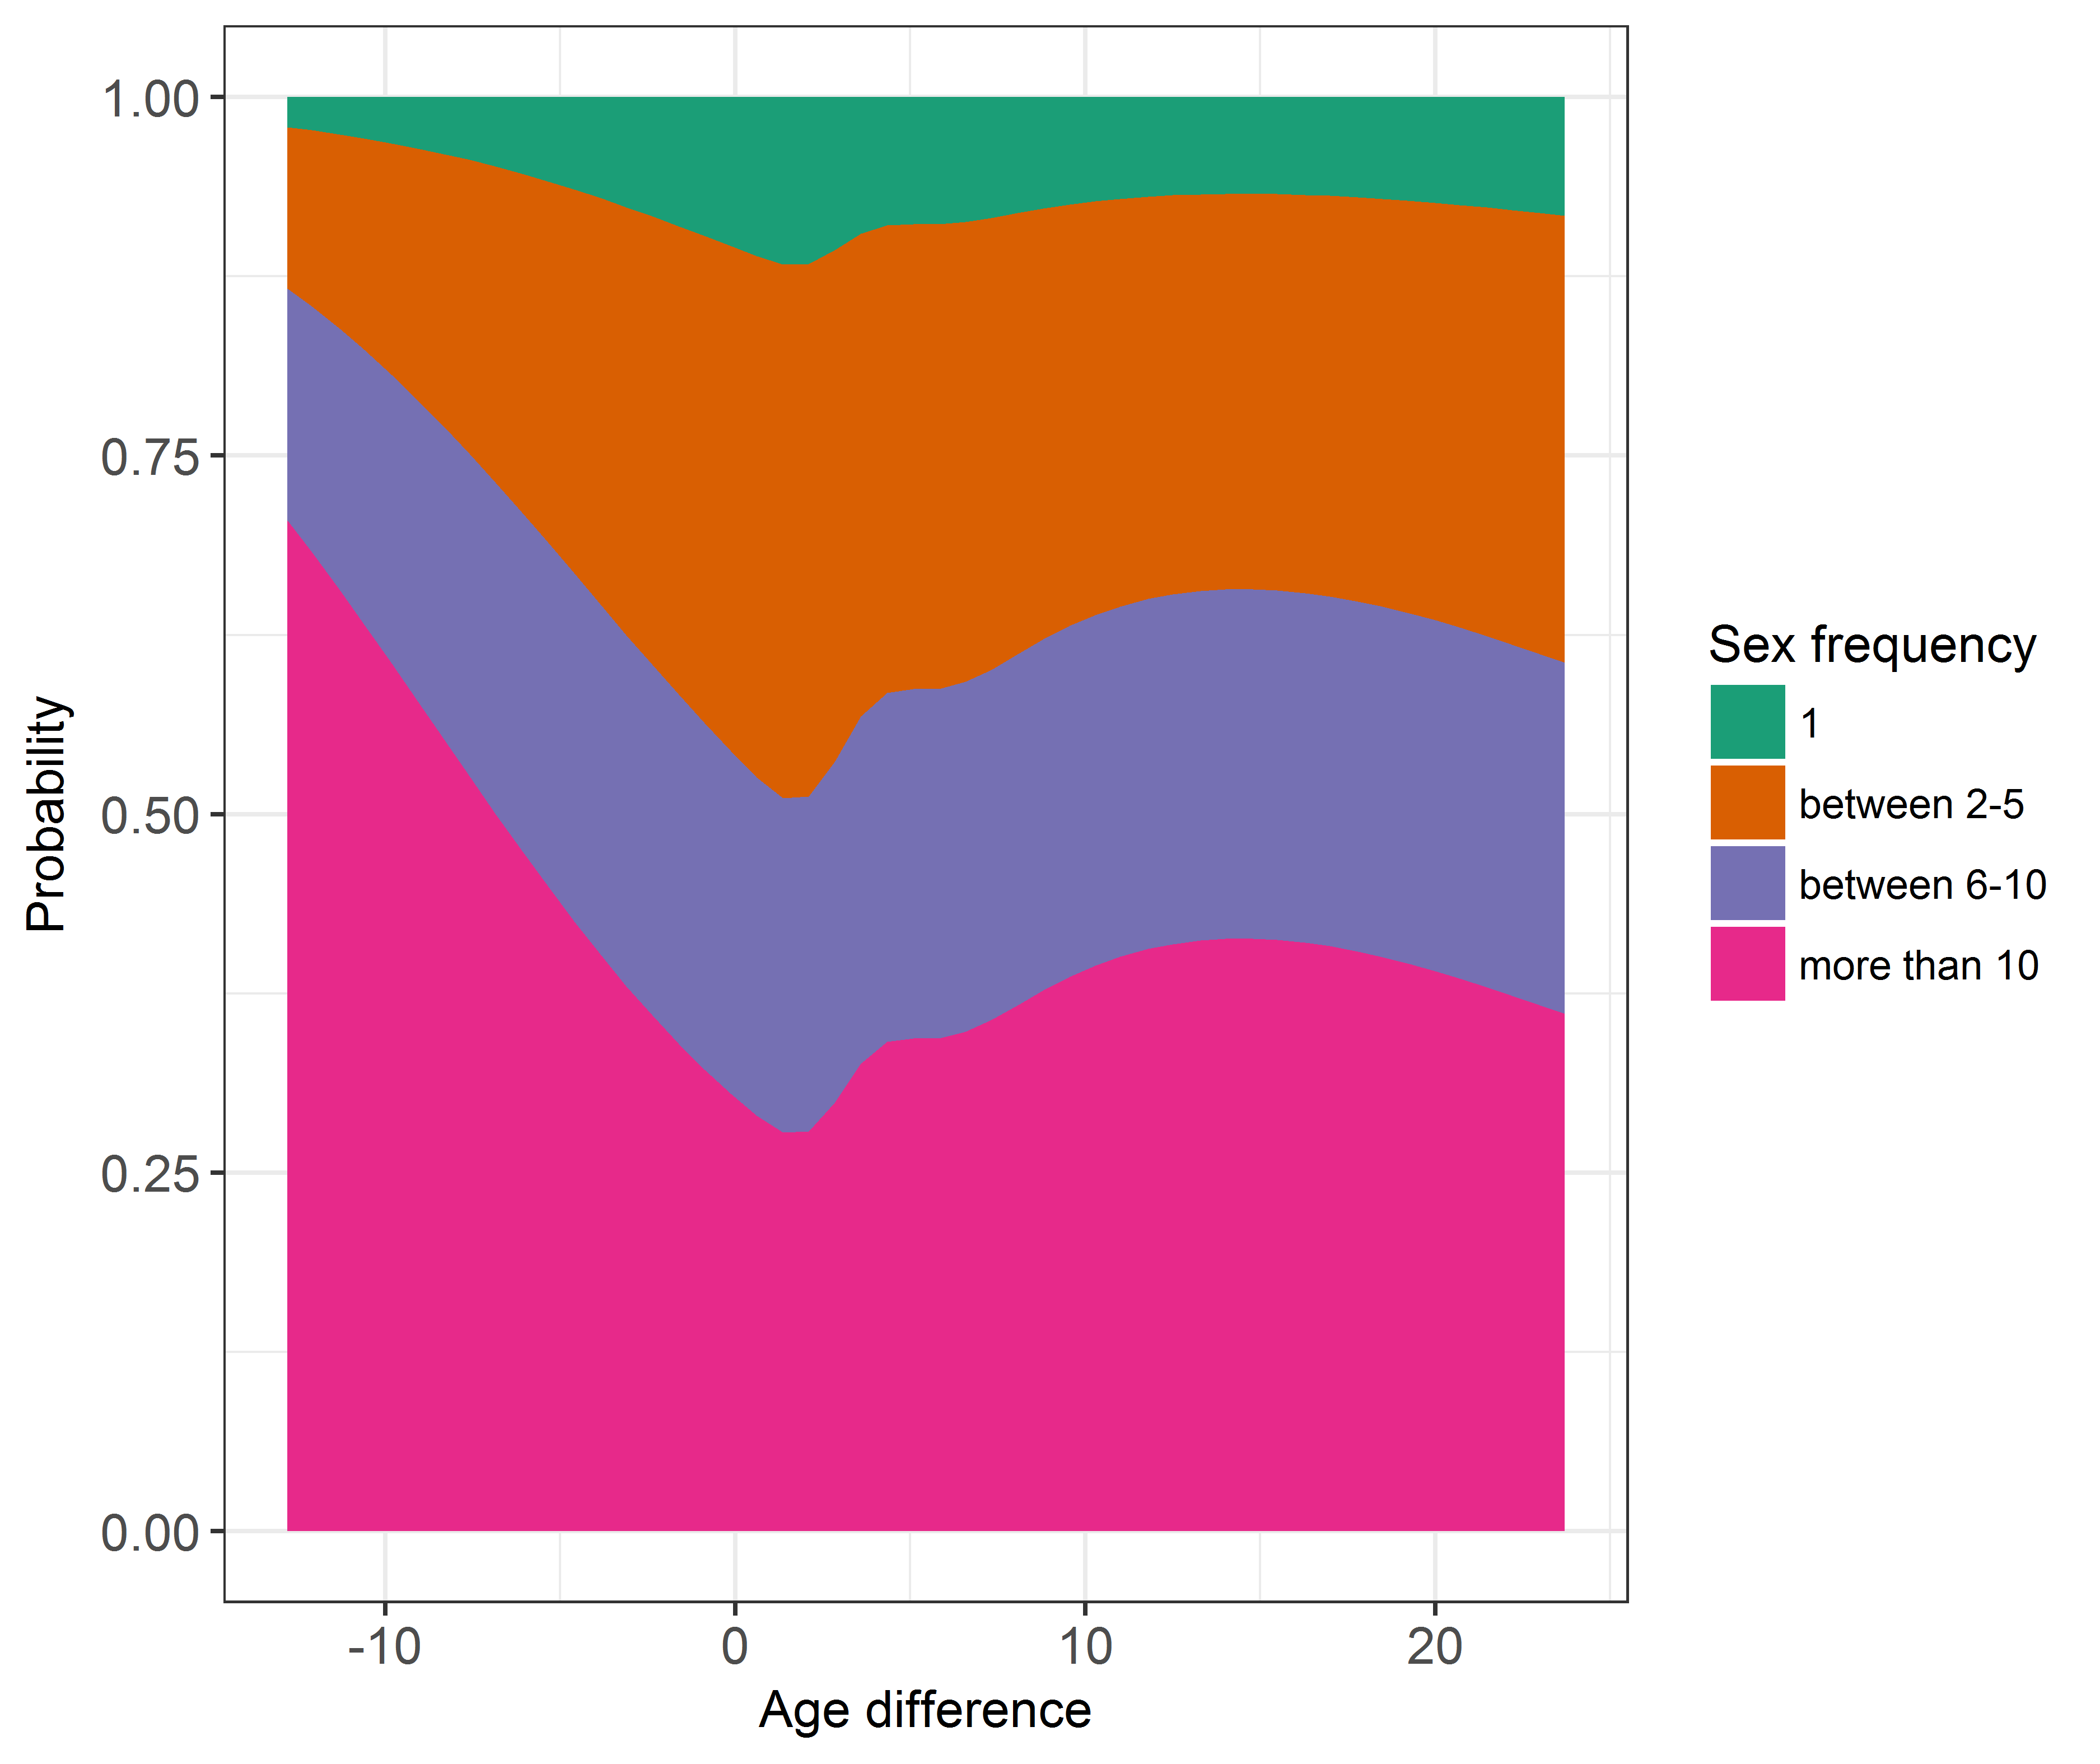 1.00
0.75
0.50
0.25
0.00
Probability
-10 0 10 20
Age difference
Sex frequency
1
between 2-5
between 6-10
more than 10